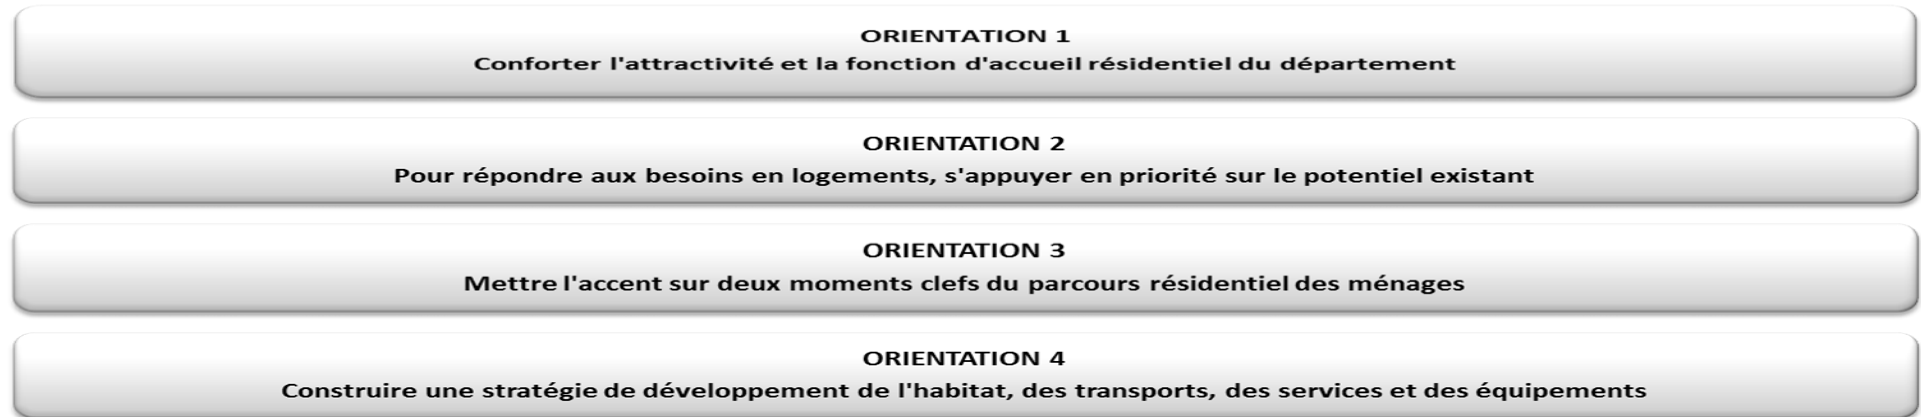 ORIENTATION 1
Conforter l'attractivité et la fonction d'accueil résidentiel du département
ORIENTATION 2
Pour répondre aux besoins en logements, s'appuyer en priorité sur le potentiel existant
ORIENTATION 3
Mettre l'accent sur deux moments clefs du parcours résidentiel des ménages
ORIENTATION 4
Construire une stratégie de développement de l'habitat, des transports, des services et des équipements